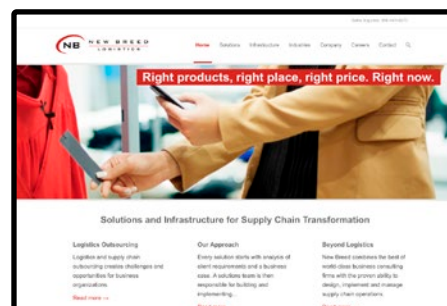 NB NEW BREED
LOGISTICS
Home Solutions Infrastructure Industries Company Careers Contact
Right products, right place, right price. Right now.
Solutions and Infrastructure for Supply Chain Transformation
Logistics Outsourcing
Logistics and supply chain
outsourcing creates challenges and
opportunities for business
organizations.
Read more →
Our Approach
Every solution starts with analysis of
client requirements and a business
case. A solutions team is then
responsible for building and
implementing...
Beyond Logistics
New Breed combines the best of
world-class business consulting
firms with the proven ability to
design, implement and manage
supply chain operations.